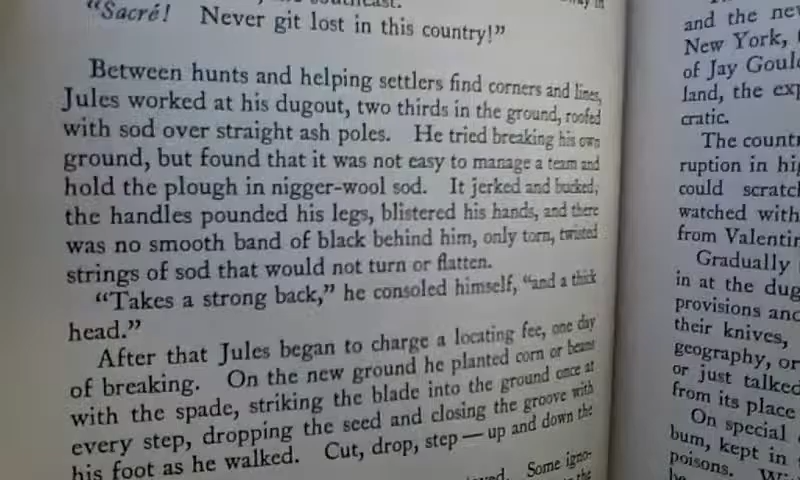 southeast.
"Sacré! Never git lost in this country!"
Between hunts and helping settlers find corners and lines,
Jules worked at his dugout, two thirds in the ground, roofed
with sod over straight ash poles. He tried breaking his own
ground, but found that it was not easy to manage a team and
hold the plough in nigger-wool sod. It jerked and bucked,
the handles pounded his legs, blistered his hands, and there
was no smooth band of black behind him, only torn, twisted
strings of sod that would not turn or flatten.
"Takes a strong back," he consoled himself, "and a thick
head."
After that Jules began to charge a locating fee, one day
of breaking. On the new ground he planted corn or beans
with the spade, striking the blade into the ground once at
every step, dropping the seed and closing the groove with
his foot as he walked. Cut, drop, step — up and down the
Some igno-
the
and the
New York,
of Jay
land, the
cratic.
The
ruption in
could scratch
watched with
from
Gradually
in at the
provisions and
their knives,
geography, or
or just talked
from its place
On special
bum, kept in
poisons.